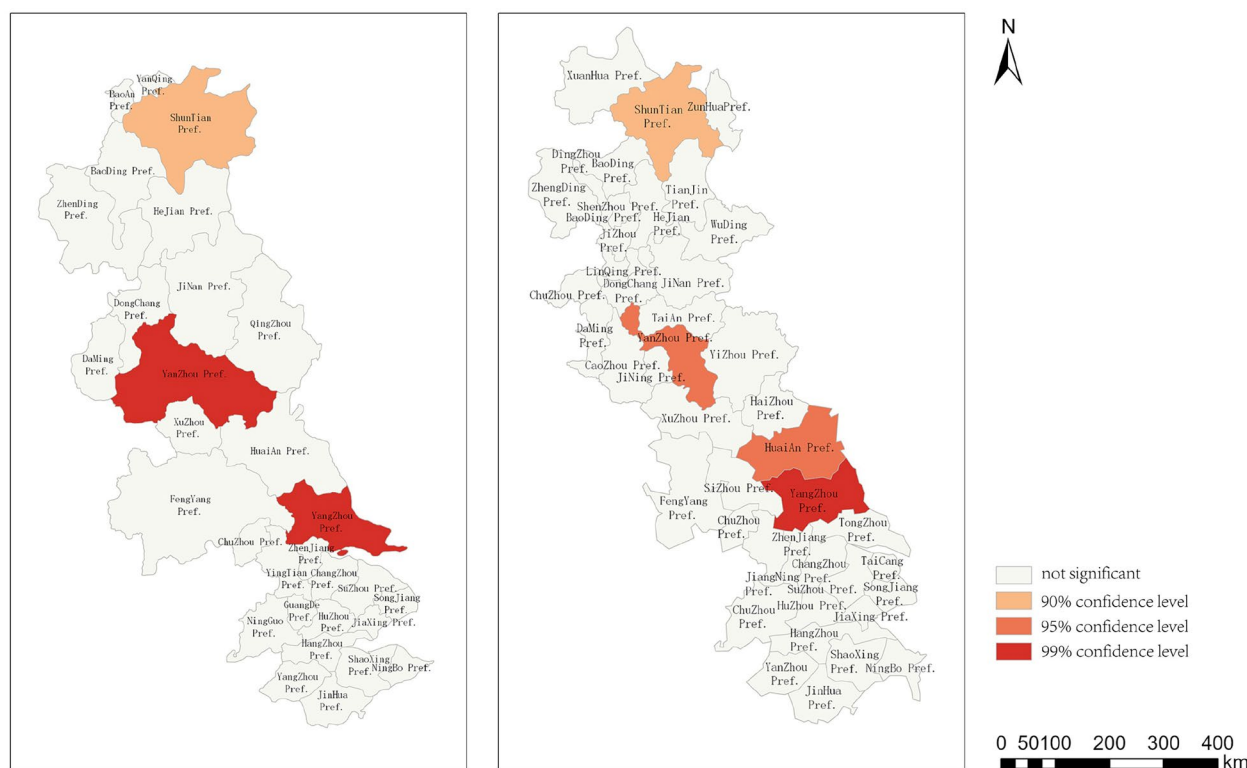 YanQing
Pref.
BaoAn
Pref.
ShunTian
Pref.
BaoDing Pref.
ZhenDing
Pref.
HeJian Pref.
JiNan Pref.
DongChang
Pref.
QingZhou
Pref.
DaMing
Pref.
YanZhou Pref.
XuZhou
Pref.
HuaiAn Pref.
FengYang
Pref.
YangZhou
Pref.
ChuZhou Pref.
ZhenJiang
Pref.
YingTian
Pref.
ChangZhou
Pref.
SuZhou Pref.
SongJiang
Pref.
GuangDe
Pref.
NingGuo
Pref.
HuZhou
Pref.
JiaXing Pref.
HangZhou
Pref.
ShaoXing
Pref.
NingBo Pref.
YangZhou
Pref.
JinHua
Pref.
XuanHua Pref.
ShunTian
Pref.
ZunHuaPref.
DingZhou
Pref.
BaoDing
Pref.
ZhengDing
Pref.
TianJin
Pref.
ShenZhou Pref.
BaoDing Pref.
HeJian
Pref.
WuDing
Pref.
JiZhou
Pref.
LinQing Pref.
DongChang
Pref.
JiNan Pref.
ChuZhou Pref.
TaiAn Pref.
DaMing
Pref.
YanZhou Pref.
YiZhou Pref.
CaoZhou Pref.
JiNing Pref.
HaiZhou
Pref.
XuZhou Pref.
HuaiAn Pref.
SiZhou Pref.
YangZhou
Pref.
FengYang
Pref.
ChuZhou
Pref.
TongZhou
Pref.
ZhenJiang
Pref.
ChangZhou
Pref.
TaiCang
Pref.
JiangNing
Pref.
SuZhou Pref.
SongJiang
Pref.
ChuZhou
Pref.
HuZhou Pref.
JiaXing Pref.
HangZhou
Pref.
ShaoXing
Pref.
NingBo Pref.
YanZhou
Pref.
JinHua
Pref.
N
not significant
90% confidence level
95% confidence level
99% confidence level
0 50 100 200 300 400
km